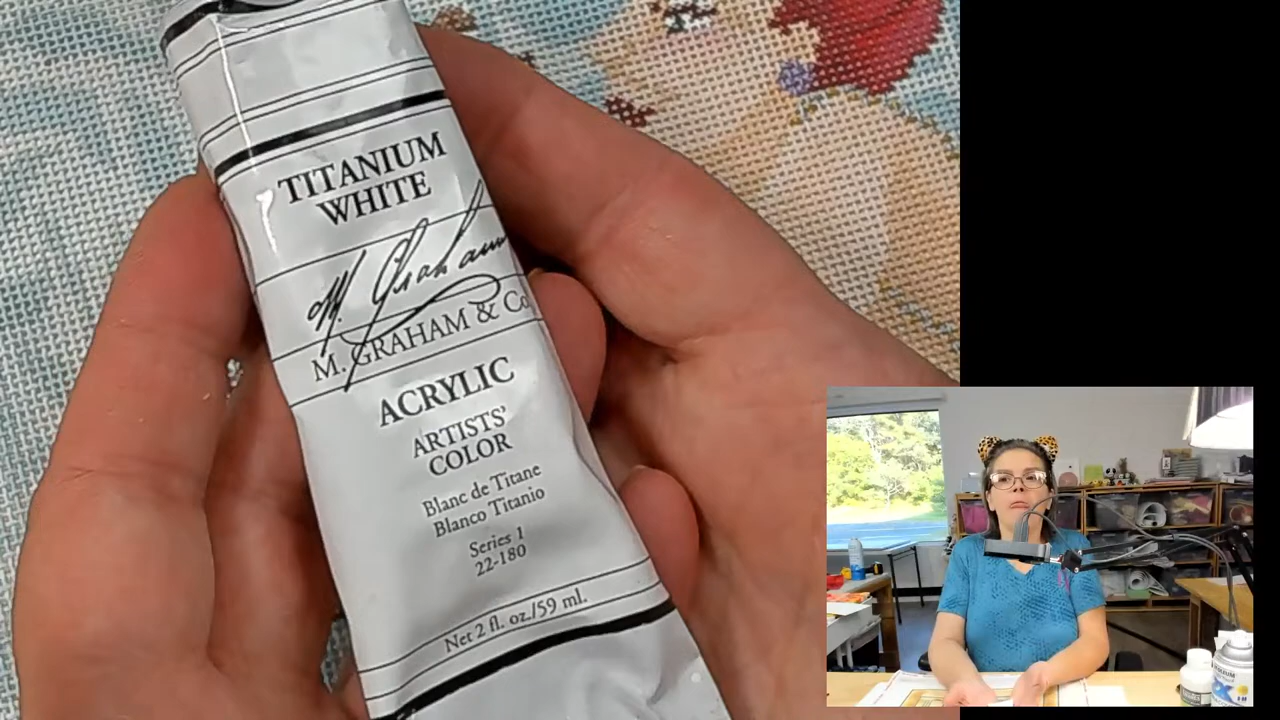 TITANIUM
WHITE
M. Graham
M. GRAHAM & Co
ACRYLIC
ARTISTS'
COLOR
Blanc de Titane
Blanco Titanio
Series 1
22-180
Net 2 fl. oz./59 ml.